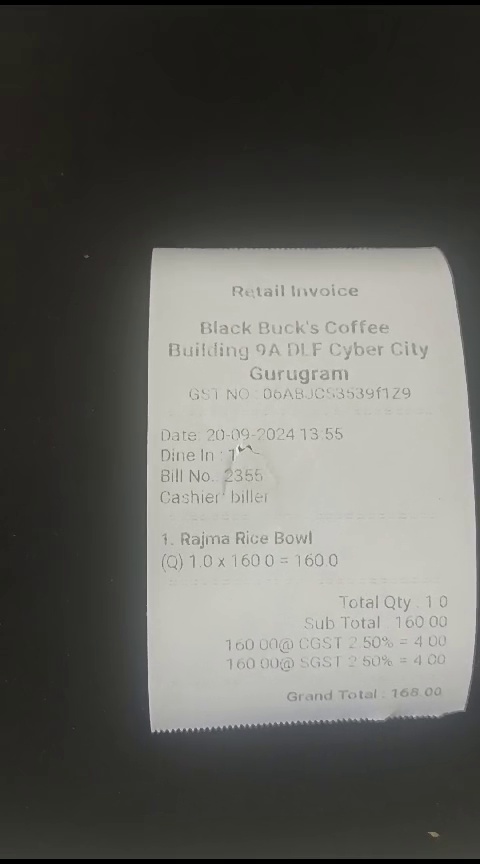 Retail Invoice
Black Buck's Coffee
Building 9A DLF Cyber City
Gurugram
GST NO :06ABJCS3539f1Z9
Date: 20-09-2024 13:55
Dine In :
Bill No.: 2355
Cashier: biller
1. Rajma Rice Bowl
(Q) 1.0 x 160.0 = 160.0
Total Qty : 1.0
Sub Total : 160.00
160.00@ CGST 2.50% = 4.00
160.00@ SGST 2.50% = 4.00
Grand Total : 168.00